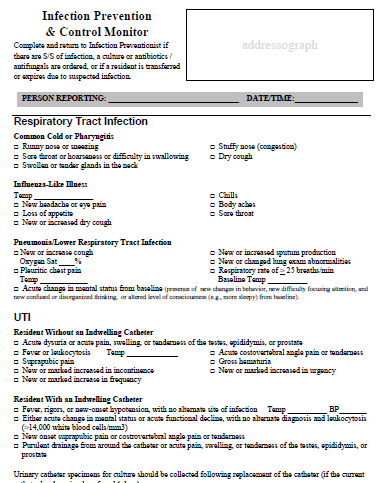 Infection Prevention
& Control Monitor
Complete and return to Infection Preventionist if
there are S/S of infection, a culture or antibiotics /
antifungals are ordered, or if a resident is transferred
or expires due to suspected infection.
addressograph
PERSON REPORTING: ____________________ DATE/TIME:____________
Respiratory Tract Infection
Common Cold or Pharyngitis
□ Runny nose or sneezing □ Stuffy nose (congestion)
□ Sore throat or hoarseness or difficulty in swallowing □ Dry cough
□ Swollen or tender glands in the neck
Influenza-Like Illness
Temp ____________ □ Chills
□ New headache or eye pain □ Body aches
□ Loss of appetite □ Sore throat
□ New or increased dry cough
Pneumonia/Lower Respiratory Tract Infection
□ New or increase cough □ New or increased sputum production
Oxygen Sat ____% □ New or changed lung exam abnormalities
□ Pleuritic chest pain □ Respiratory rate of ≥ 25 breaths/min
Temp ____________ Baseline Temp __________
□ Acute change in mental status from baseline (presence of new changes in behavior, new difficulty focusing attention, and
new confused or disorganized thinking, or altered level of consciousness (e.g., more sleepy) from baseline).
UTI
Resident Without an Indwelling Catheter
□ Acute dysuria or acute pain, swelling, or tenderness of the testes, epididymis, or prostate
□ Fever or leukocytosis Temp ____________ □ Acute costovertebral angle pain or tenderness
□ Suprapubic pain □ Gross hematuria
□ New or marked increased in incontinence □ New or marked increased in urgency
□ New or marked increase in frequency
Resident With an Indwelling Catheter
□ Fever, rigors, or new-onset hypotension, with no alternate site of infection Temp __________ BP_______
□ Either acute change in mental status or acute functional decline, with no alternate diagnosis and leukocytosis
(>14,000 white blood cells/mm3)
□ New onset suprapubic pain or costrovertebral angle pain or tenderness
□ Purulent drainage from around the catheter or acute pain, swelling, or tenderness of the testes, epididymis, or
prostate
Urinary catheter specimens for culture should be collected following replacement of the catheter (if the current